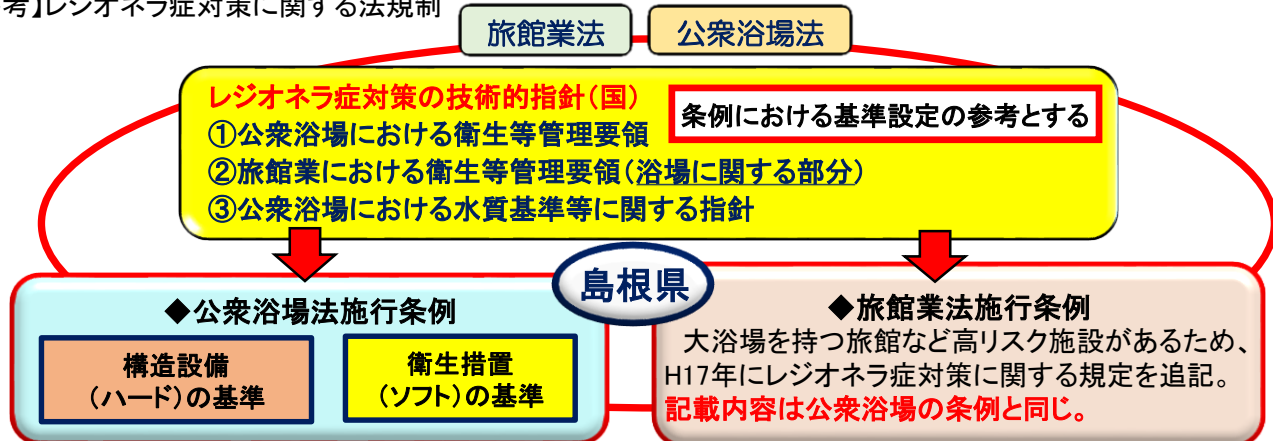 考】レジオネラ症対策に関する法規制
旅館業法
公衆浴場法
レジオネラ症対策の技術的指針（国）
条例における基準設定の参考とする
①公衆浴場における衛生等管理要領
②旅館業における衛生等管理要領（浴場に関する部分）
③公衆浴場における水質基準等に関する指針
島根県
◆公衆浴場法施行条例
構造設備
（ハード）の基準
衛生措置
（ソフト）の基準
◆旅館業法施行条例
大浴場を持つ旅館など高リスク施設があるため、
H17年にレジオネラ症対策に関する規定を追記。
記載内容は公衆浴場の条例と同じ。